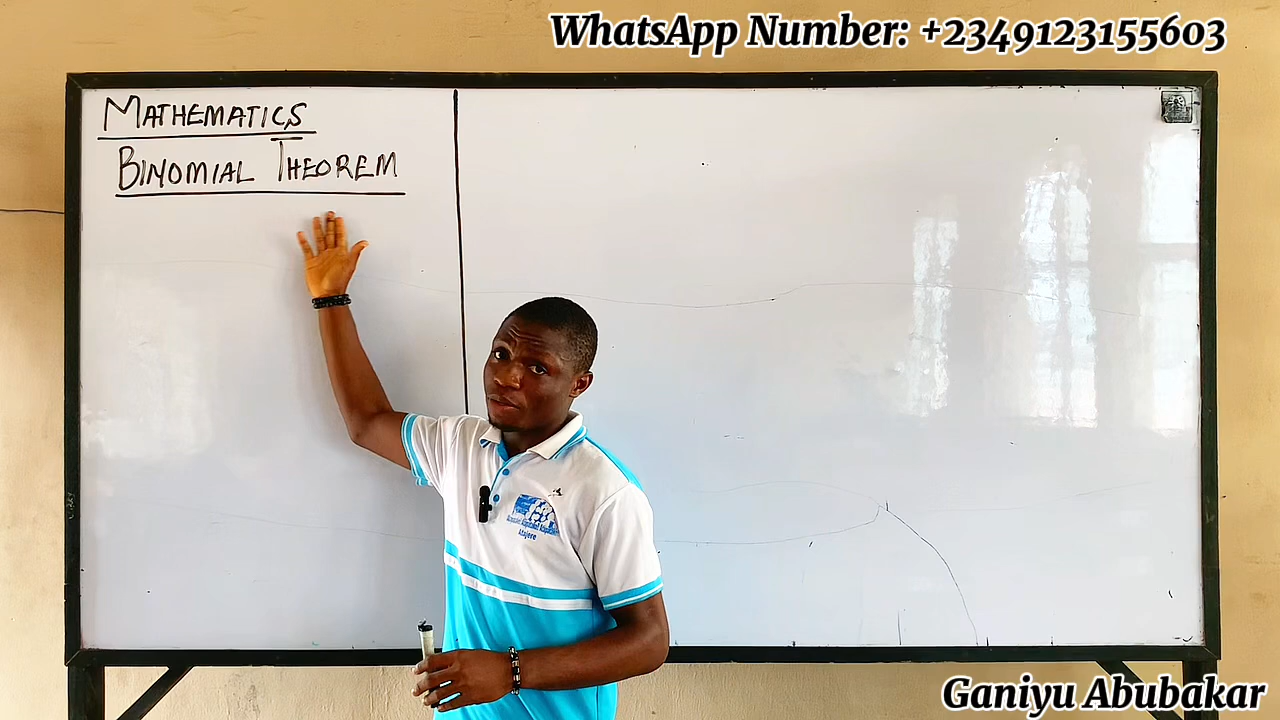 WhatsApp Number: +2349123155603
MATHEMATICS
BINOMIAL THEOREM
Ganiyu Abubakar